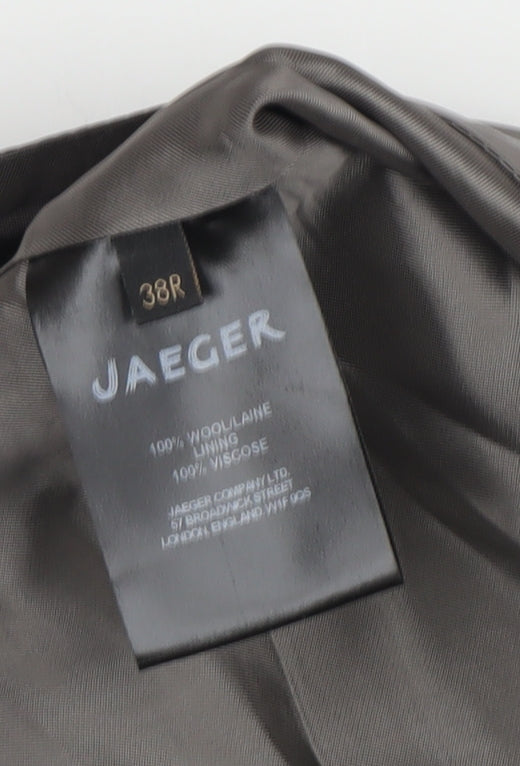 38R
JAEGER
100% WOOL/LAINE
LINING
100% VISCOSE
JAEGER COMPANY LTD.
57 BROADWICK STREET
LONDON, ENGLAND, W1F 9QS